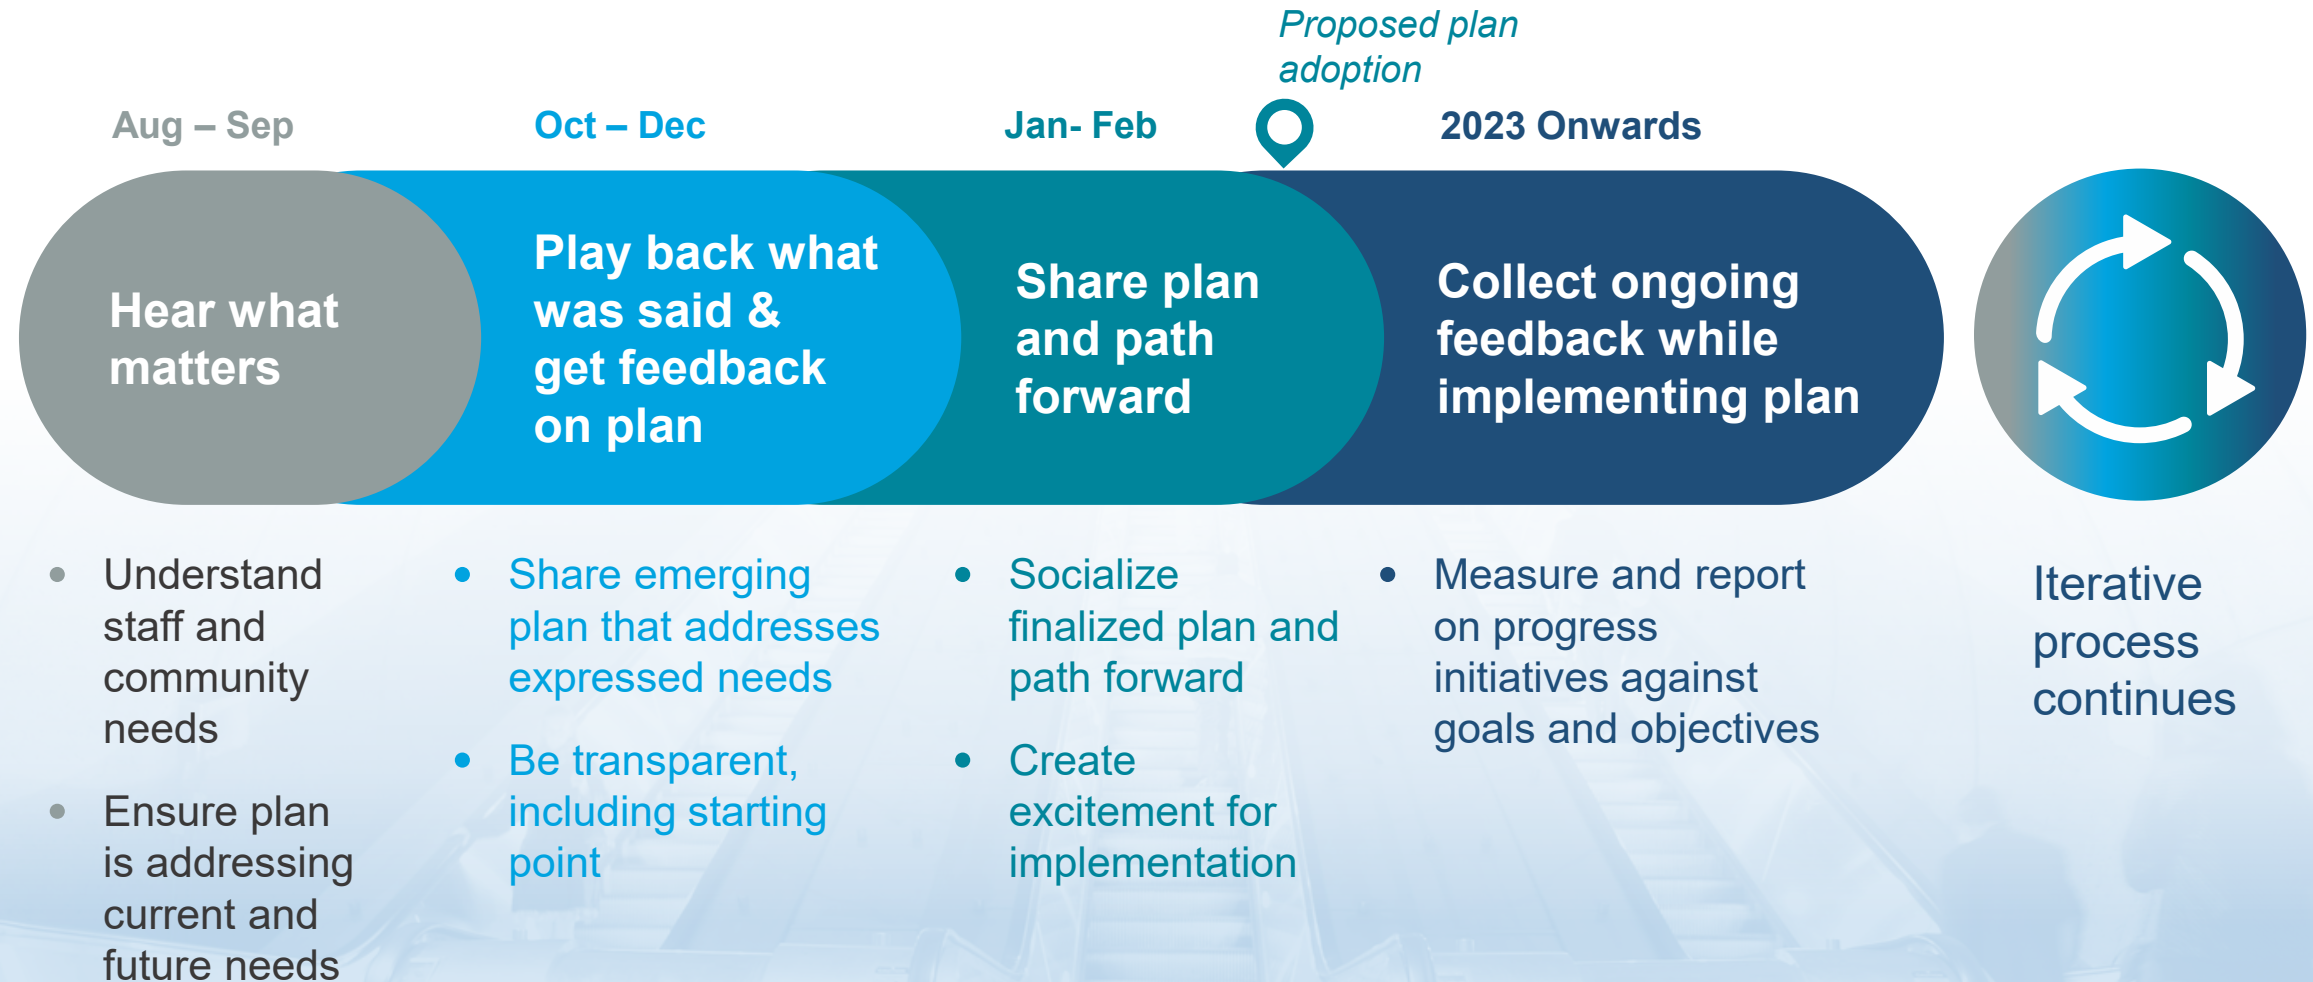 Proposed plan
adoption
Aug – Sep
Oct – Dec
Jan- Feb
2023 Onwards
Hear what
matters
Play back what
was said &
get feedback
on plan
Share plan
and path
forward
Collect ongoing
feedback while
implementing plan
• Understand
staff and
community
needs
• Ensure plan
is addressing
current and
future needs
• Share emerging
plan that addresses
expressed needs
• Be transparent,
including starting
point
• Socialize
finalized plan and
path forward
• Create
excitement for
implementation
• Measure and report
on progress
initiatives against
goals and objectives
Iterative
process
continues